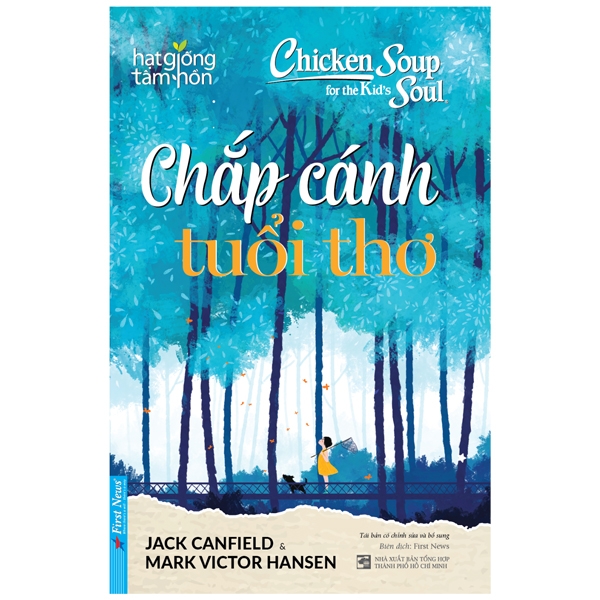 hạt giống
tâm hồn
Chicken Soup
for the Kid's
Soul
Chắp cánh
tuổi thơ
First News
JACK CANFIELD &
MARK VICTOR HANSEN
Tái bản có chỉnh sửa và bổ sung
Biên dịch: First News
NHÀ XUẤT BẢN TỔNG HỢP
THÀNH PHỐ HỒ CHÍ MINH